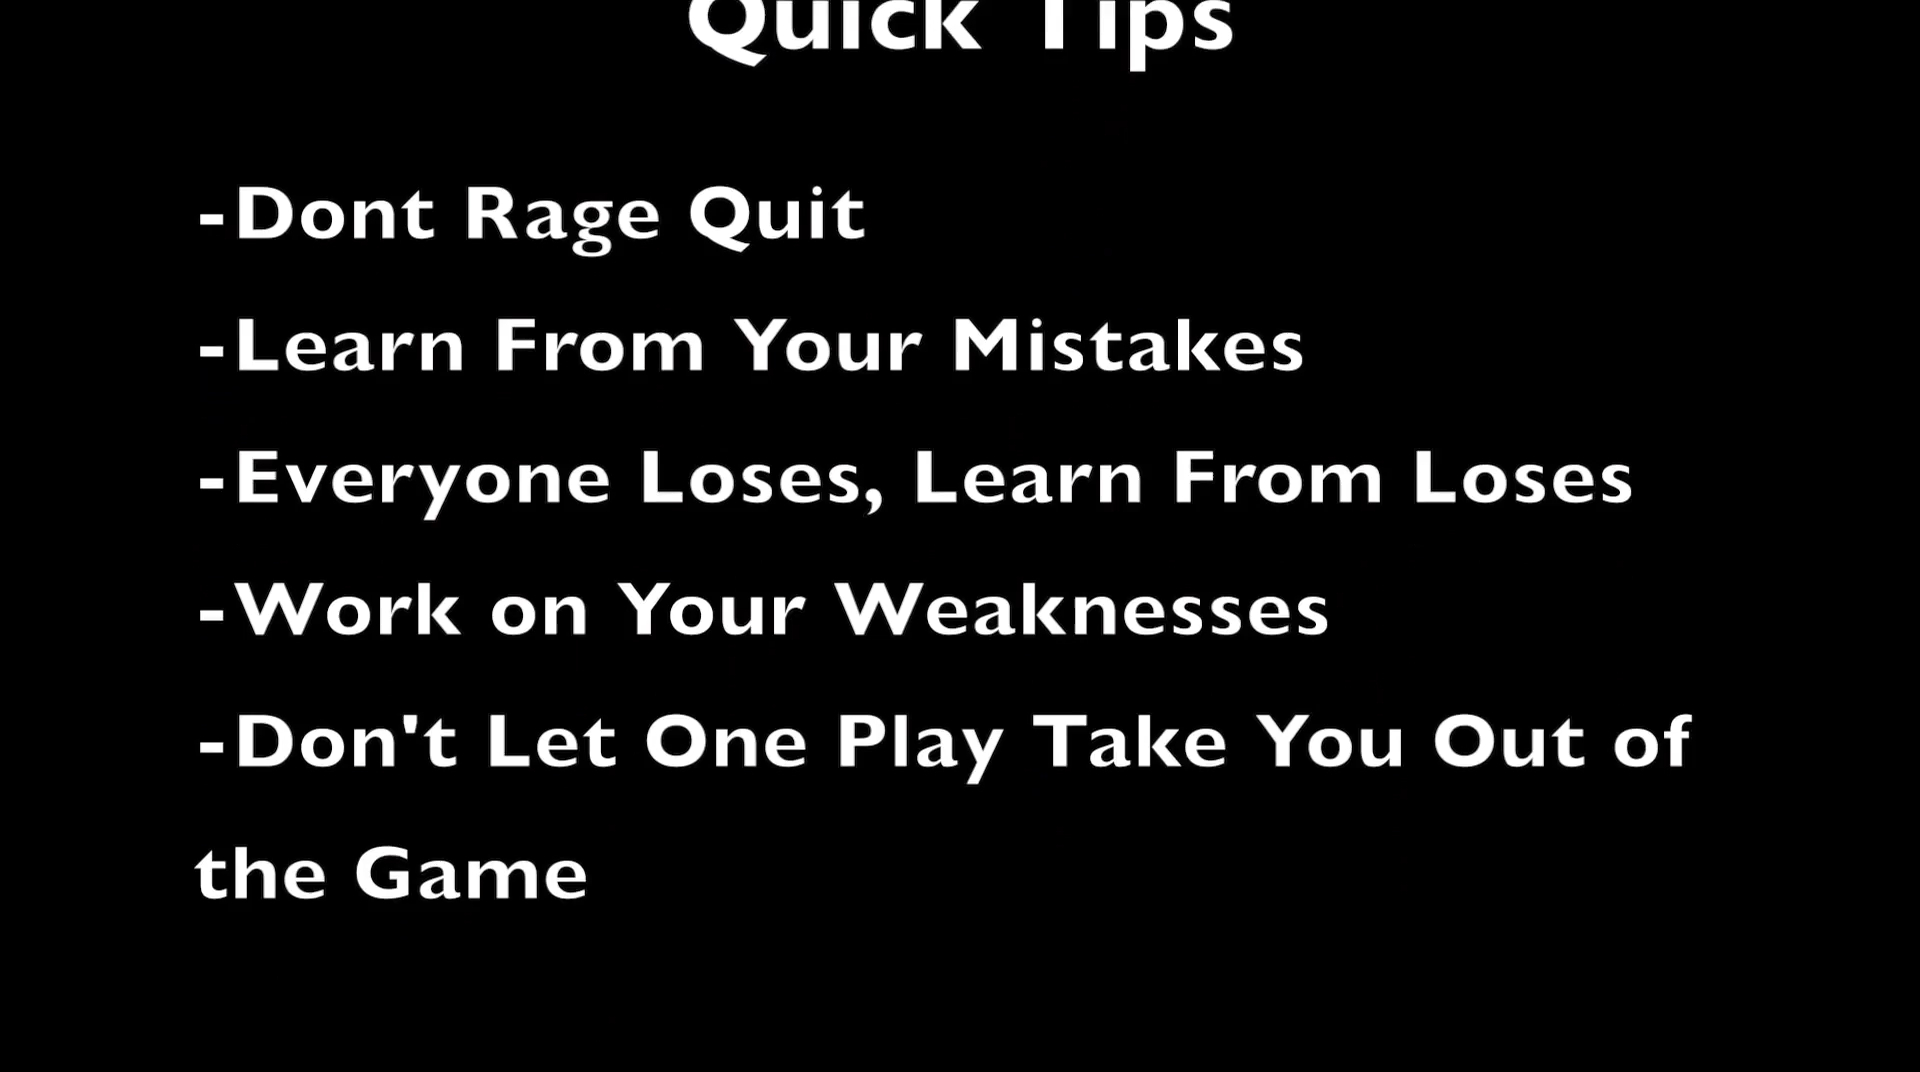 Quick Tips
-Dont Rage Quit
-Learn From Your Mistakes
-Everyone Loses, Learn From Loses
-Work on Your Weaknesses
-Don't Let One Play Take You Out of
the Game